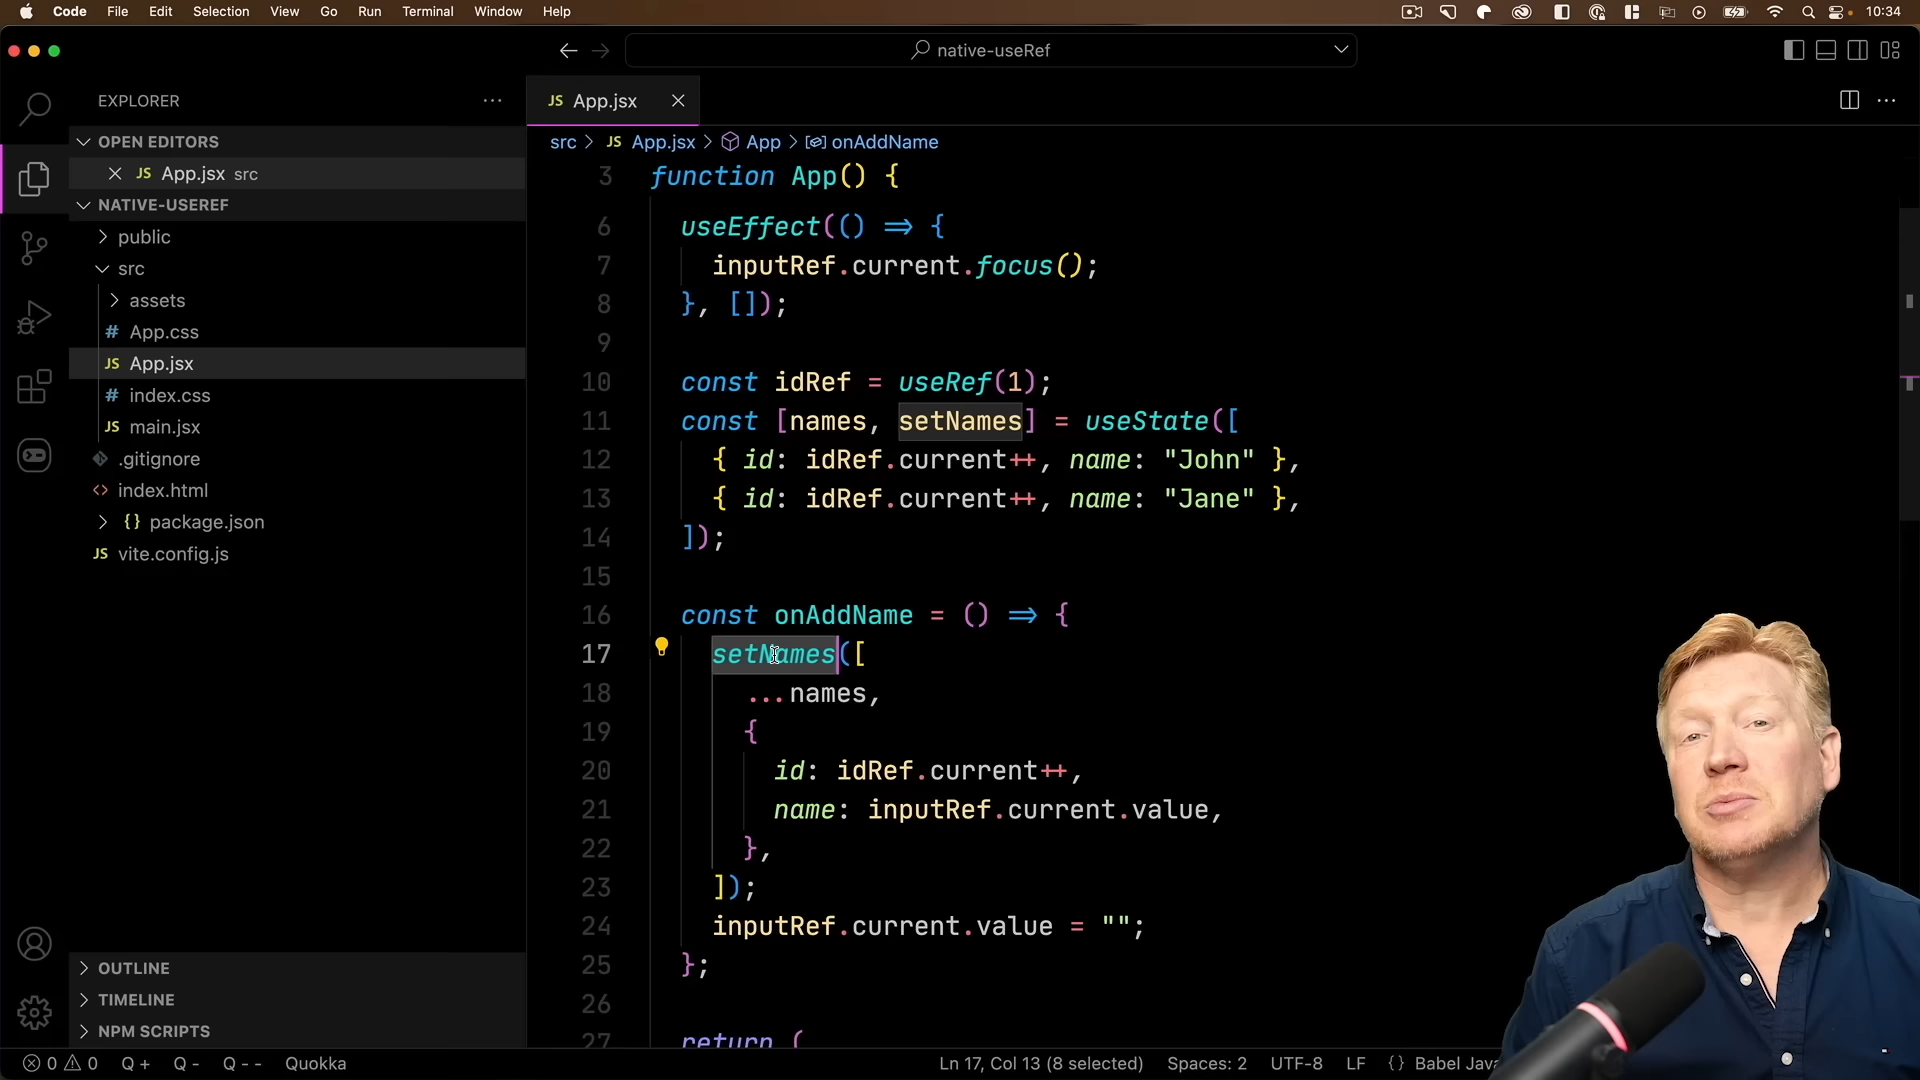 Code File Edit Selection View Go Run Terminal Window Help 10:34
native-useRef
EXPLORER
OPEN EDITORS
JS App.jsx src
NATIVE-USEREF
public
src
assets
# App.css
JS App.jsx
# index.css
JS main.jsx
.gitignore
<> index.html
{} package.json
JS vite.config.js
OUTLINE
TIMELINE
NPM SCRIPTS
JS App.jsx
src > JS App.jsx > App > onAddName
3 function App() {
6 useEffect(() => {
7 inputRef.current.focus();
8 }, []);
9
10 const idRef = useRef(1);
11 const [names, setNames] = useState([
12 { id: idRef.current++, name: "John" },
13 { id: idRef.current++, name: "Jane" },
14 ]);
15
16 const onAddName = () => {
17 setNames([
18 ...names,
19 {
20 id: idRef.current++,
21 name: inputRef.current.value,
22 },
23 ]);
24 inputRef.current.value = "";
25 };
26
27 return (
0 0 Q + Q - Q - - Quokka Ln 17, Col 13 (8 selected) Spaces: 2 UTF-8 LF {} Babel Java